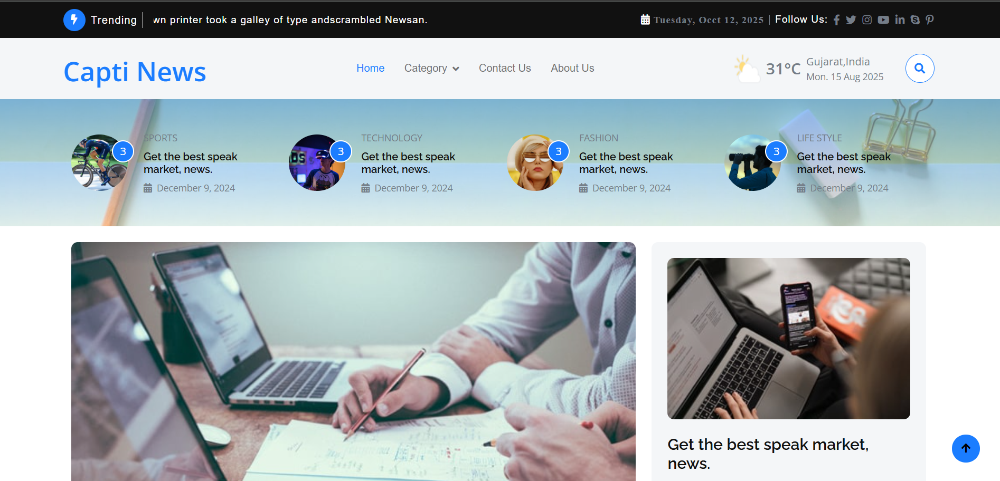 Trending
wn printer took a galley of type andscrambled Newsan.
Tuesday, Occt 12, 2025
Follow Us:
Capti News
Home
Category
Contact Us
About Us
31°C
Gujarat,India
Mon. 15 Aug 2025
3
SPORTS
Get the best speak
market, news.
December 9, 2024
3
TECHNOLOGY
Get the best speak
market, news.
December 9, 2024
3
FASHION
Get the best speak
market, news.
December 9, 2024
3
LIFE STYLE
Get the best speak
market, news.
December 9, 2024
Get the best speak market,
news.